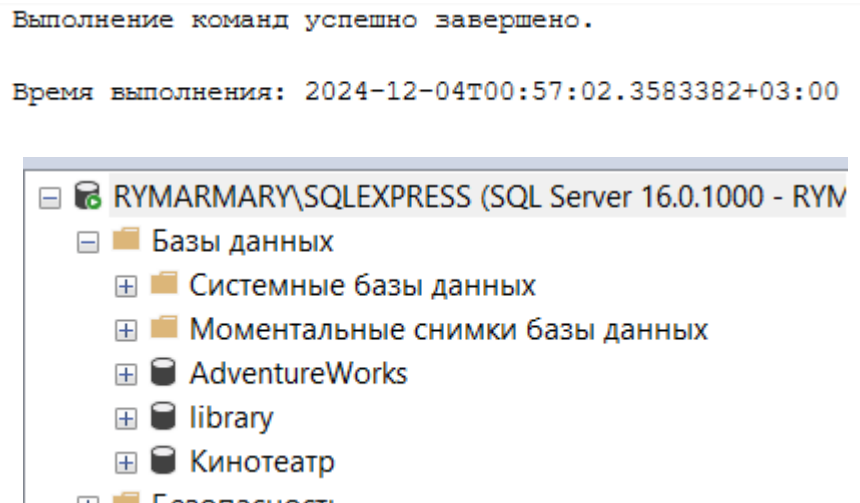 Выполнение команд успешно завершено.
Время выполнения: 2024-12-04T00:57:02.3583382+03:00
RYMARMARY\SQLEXPRESS (SQL Server 16.0.1000 - RYM
Базы данных
Системные базы данных
Моментальные снимки базы данных
AdventureWorks
library
Кинотеатр
Безопасность